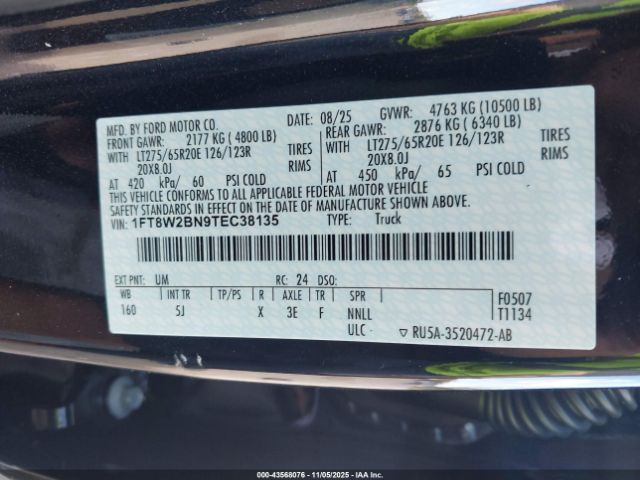 MFD. BY FORD MOTOR CO.
DATE: 08/25 GVWR: 4763 KG (10500 LB)
FRONT GAWR: 2177 KG ( 4800 LB)
REAR GAWR: 2876 KG ( 6340 LB)
WITH LT275/65R20E 126/123R TIRES
WITH LT275/65R20E 126/123R TIRES
20X8.0J RIMS
20X8.0J RIMS
AT 420 kPa/ 60 PSI COLD
AT 450 kPa/ 65 PSI COLD
THIS VEHICLE CONFORMS TO ALL APPLICABLE FEDERAL MOTOR VEHICLE
SAFETY STANDARDS IN EFFECT ON THE DATE OF MANUFACTURE SHOWN ABOVE.
VIN: 1FT8W2BN9TEC38135 TYPE: Truck
EXT PNT: UM RC: 24 DSO:
WB INT TR TP/PS R AXLE TR SPR
160 5J X 3E F NNLL
F0507
T1134
ULC ▽ RU5A-3520472-AB
000-43568076 - 11/05/2025 - IAA Inc. All Rights Reserved